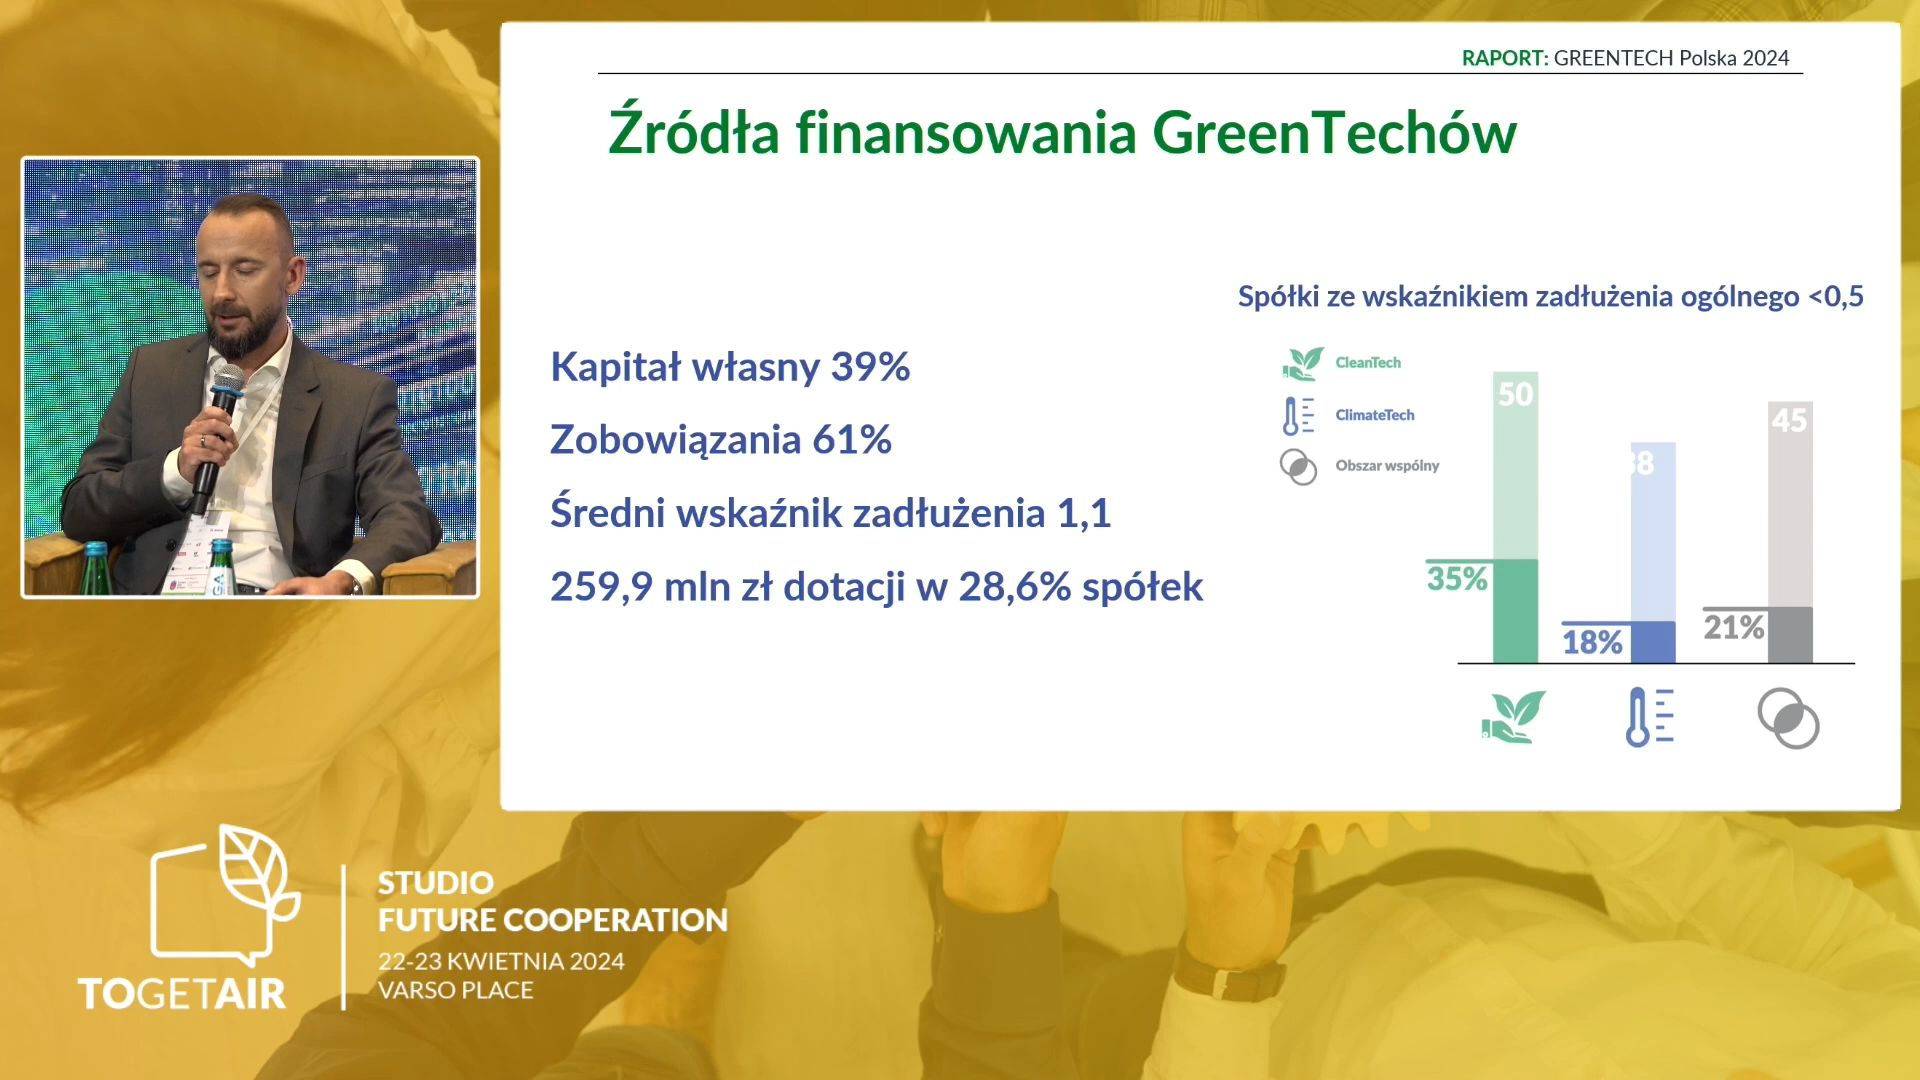 RAPORT: GREENTECH Polska 2024
Źródła finansowania GreenTechów
Spółki ze wskaźnikiem zadłużenia ogólnego <0,5
Kapitał własny 39%
Zobowiązania 61%
Średni wskaźnik zadłużenia 1,1
259,9 mln zł dotacji w 28,6% spółek
CleanTech
ClimateTech
Obszar wspólny
50
38
45
35%
18%
21%
TOGETAIR
STUDIO
FUTURE COOPERATION
22-23 KWIETNIA 2024
VARSO PLACE